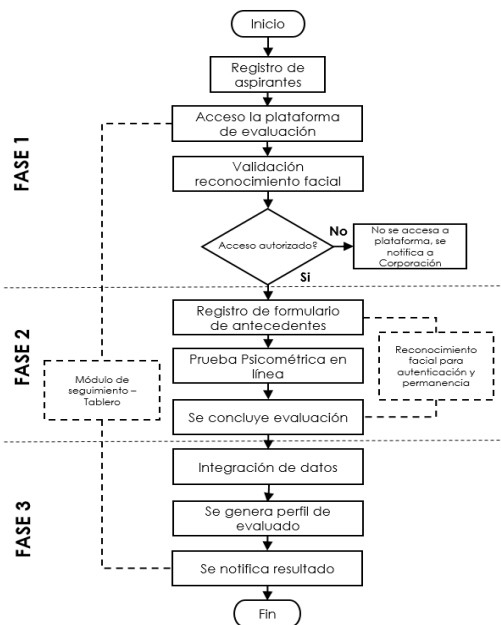 Inicio
Registro de
aspirantes
FASE 1
Acceso la plataforma
de evaluación
Validación
reconocimiento facial
Acceso autorizado?
No
No se accesa a
plataforma, se
notifica a
Corporación
Si
FASE 2
Registro de formulario
de antecedentes
Prueba Psicométrica en
línea
Se concluye evaluación
Reconocimiento
facial para
autenticación y
permanencia
Módulo de
seguimiento –
Tablero
FASE 3
Integración de datos
Se genera perfil de
evaluado
Se notifica resultado
Fin